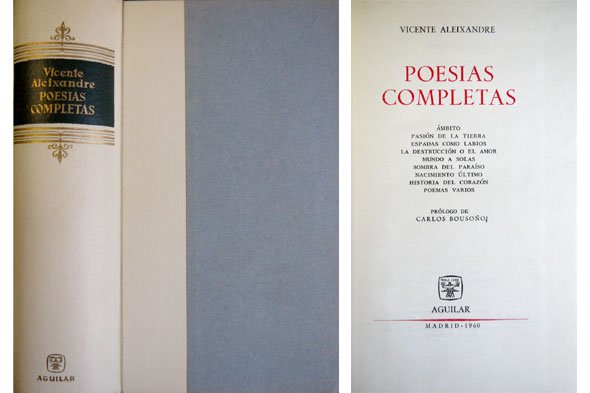 Vicente
Aleixandre
POESIAS
COMPLETAS
AGUILAR
VICENTE ALEIXANDRE
POESIAS
COMPLETAS
ÁMBITO
PASIÓN DE LA TIERRA
ESPADAS COMO LABIOS
LA DESTRUCCIÓN O EL AMOR
MUNDO A SOLAS
SOMBRA DEL PARAÍSO
NACIMIENTO ÚLTIMO
HISTORIA DEL CORAZÓN
POEMAS VARIOS
PRÓLOGO DE
CARLOS BOUSOÑO
AGUILAR
MADRID - 1960